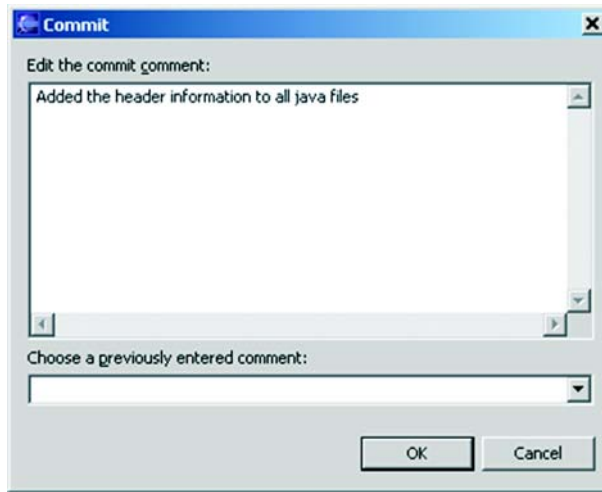 Commit
Edit the commit comment:
Added the header information to all java files
Choose a previously entered comment:
OK
Cancel